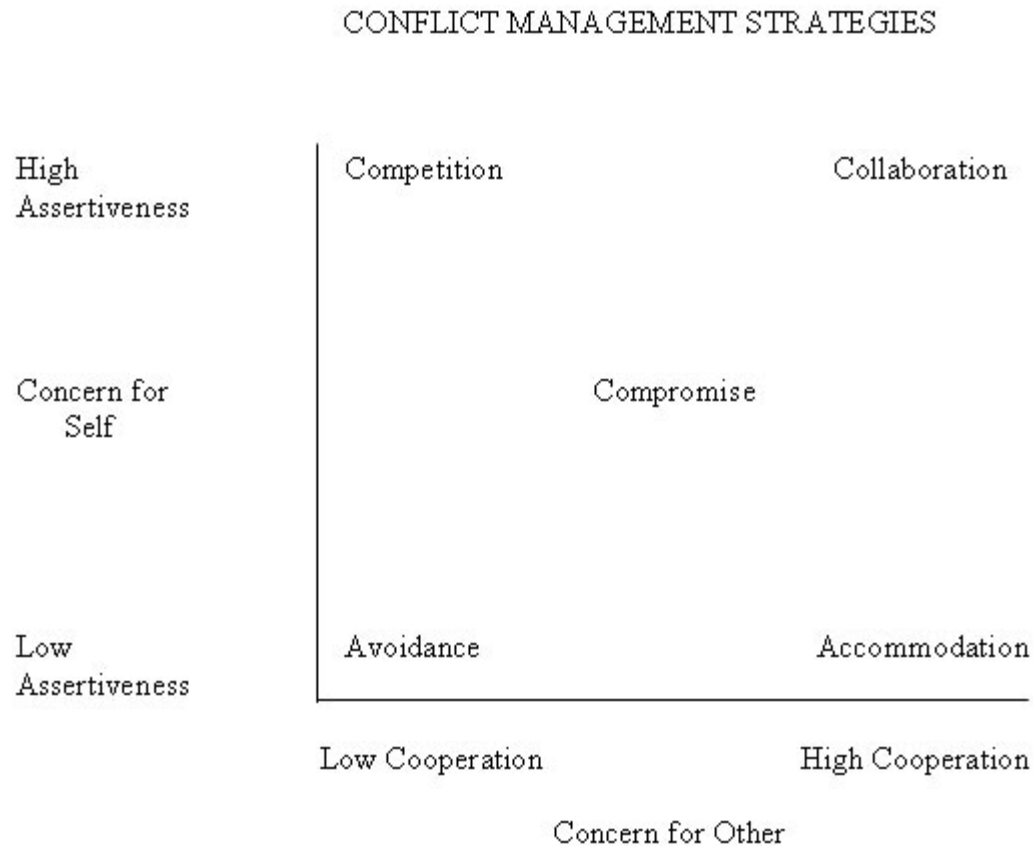 CONFLICT MANAGEMENT STRATEGIES
High
Assertiveness
Competition
Collaboration
Concern for
Self
Compromise
Low
Assertiveness
Avoidance
Accommodation
Low Cooperation
High Cooperation
Concern for Other